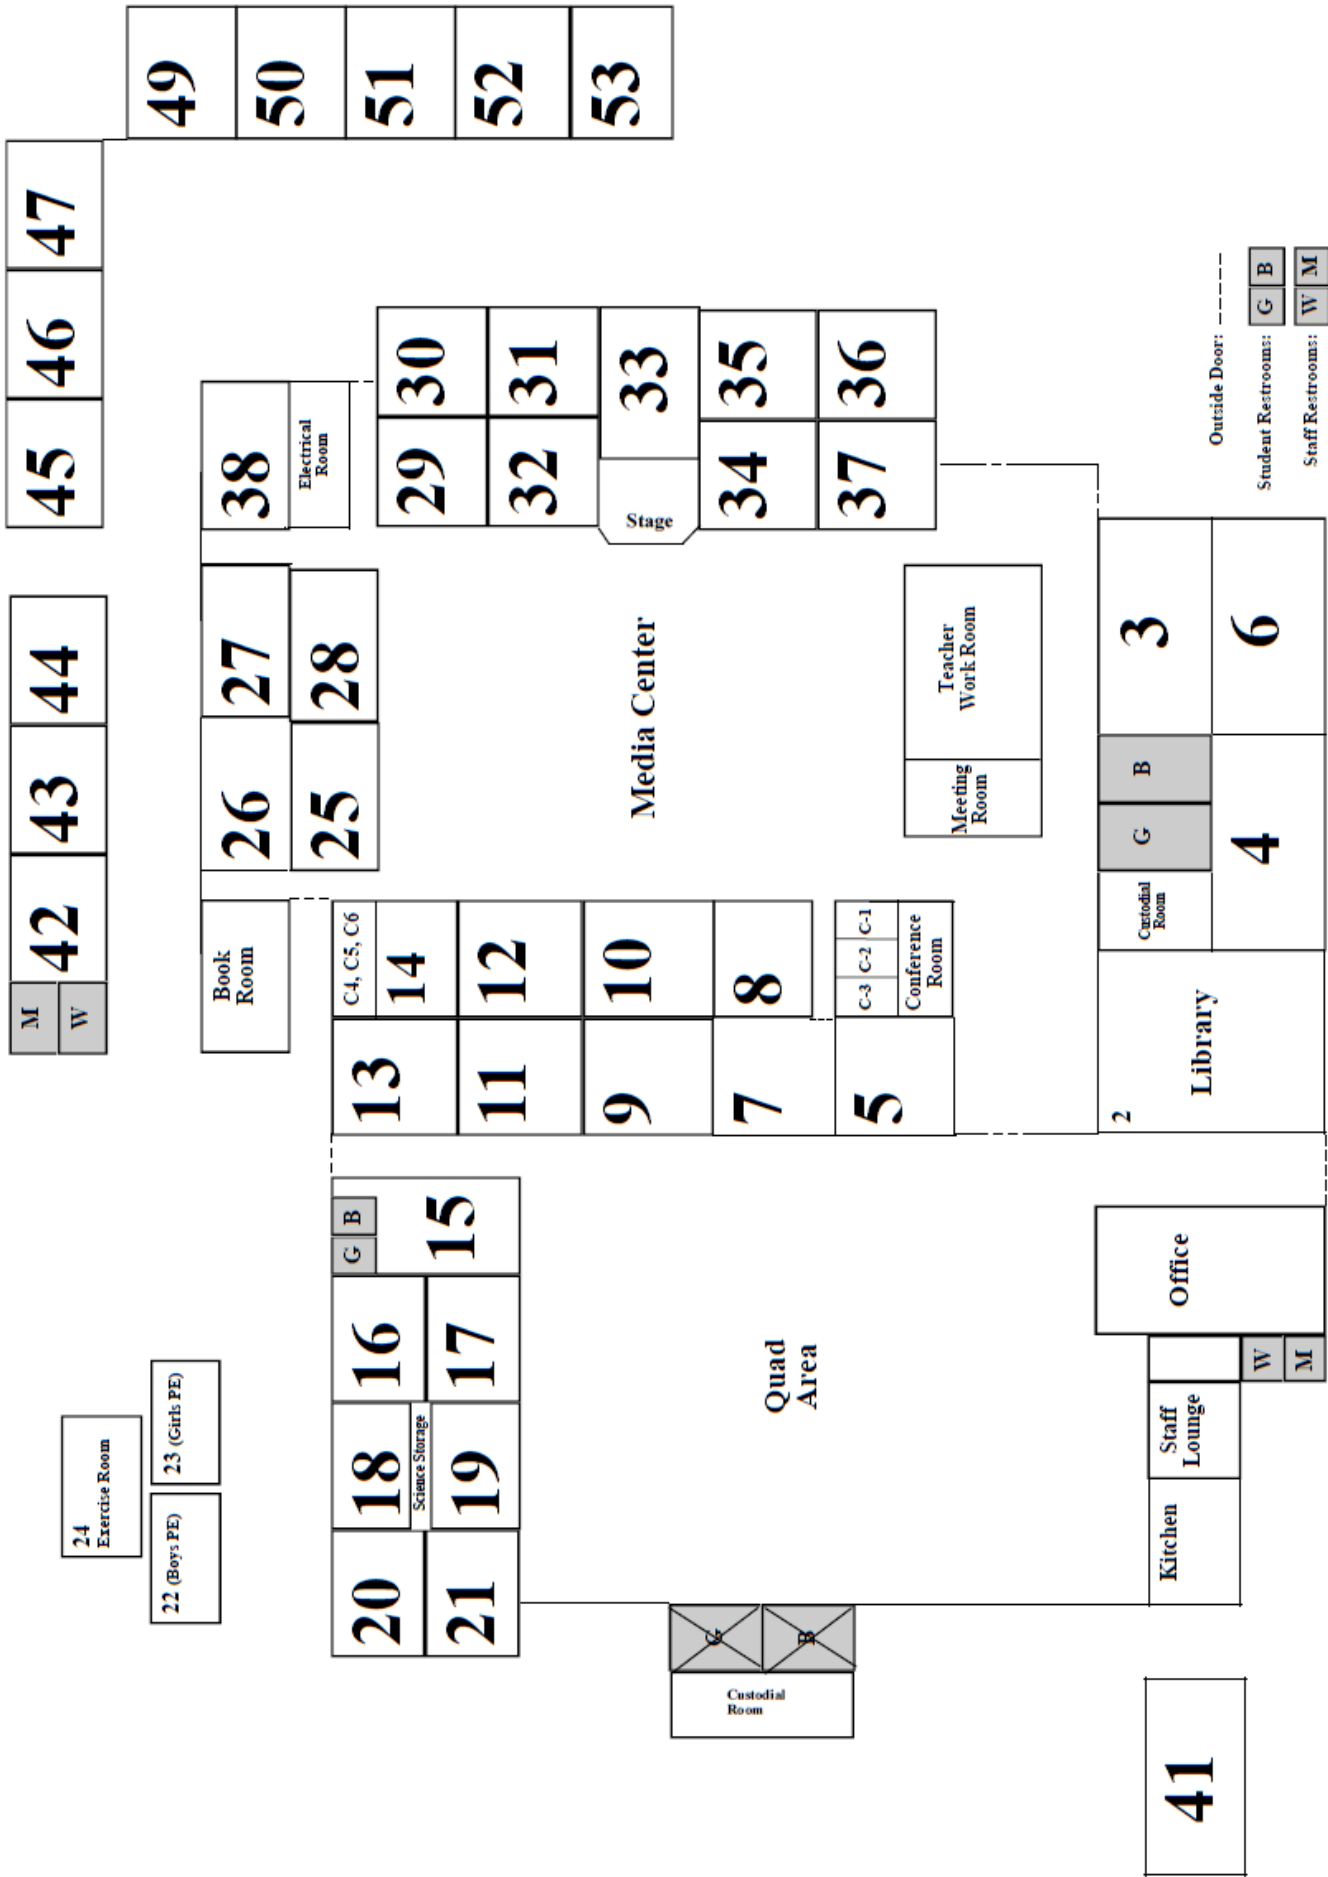 M
W
42
43
44
45
46
47
24
Exercise Room
22 (Boys PE)
23 (Girls PE)
49
Book
Room
26
27
38
50
25
28
Electrical
Room
20
18
16
G
B
13
C4, C5, C6
14
29
30
51
Science Storage
21
19
17
15
11
12
32
31
52
9
10
Media Center
Stage
33
53
G
B
Custodial
Room
7
8
34
35
Quad
Area
5
C-3
C-2
C-1
Conference
Room
37
36
Meeting
Room
Teacher
Work Room
41
Kitchen
Staff
Lounge
Office
W
M
2
Library
Custodial
Room
G
B
3
4
6
Outside Door:
Student Restrooms:
G
B
Staff Restrooms:
W
M